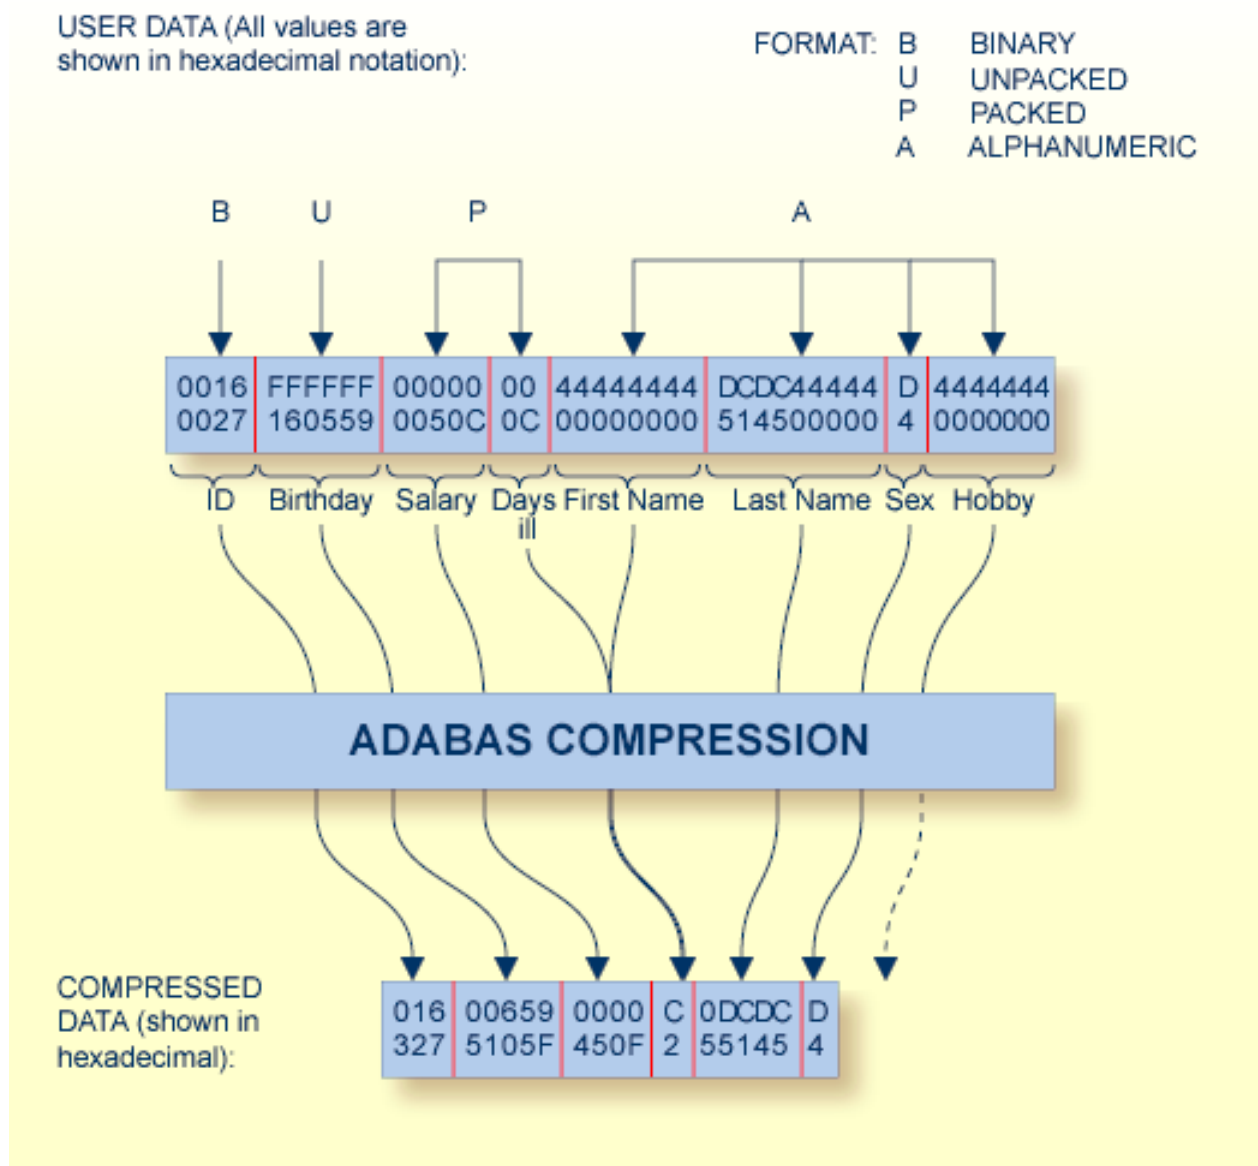 USER DATA (All values are
shown in hexadecimal notation):
FORMAT: B BINARY
U UNPACKED
P PACKED
A ALPHANUMERIC
B U P A
0016 FFFFFF 00000 00 44444444 DCDC44444 D 4444444
0027 160559 0050C 0C 00000000 514500000 4 0000000
ID Birthday Salary Days First Name Last Name Sex Hobby
ill
ADABAS COMPRESSION
COMPRESSED
DATA (shown in
hexadecimal):
016 00659 0000 C 0DCDC D
327 5105F 450F 2 55145 4